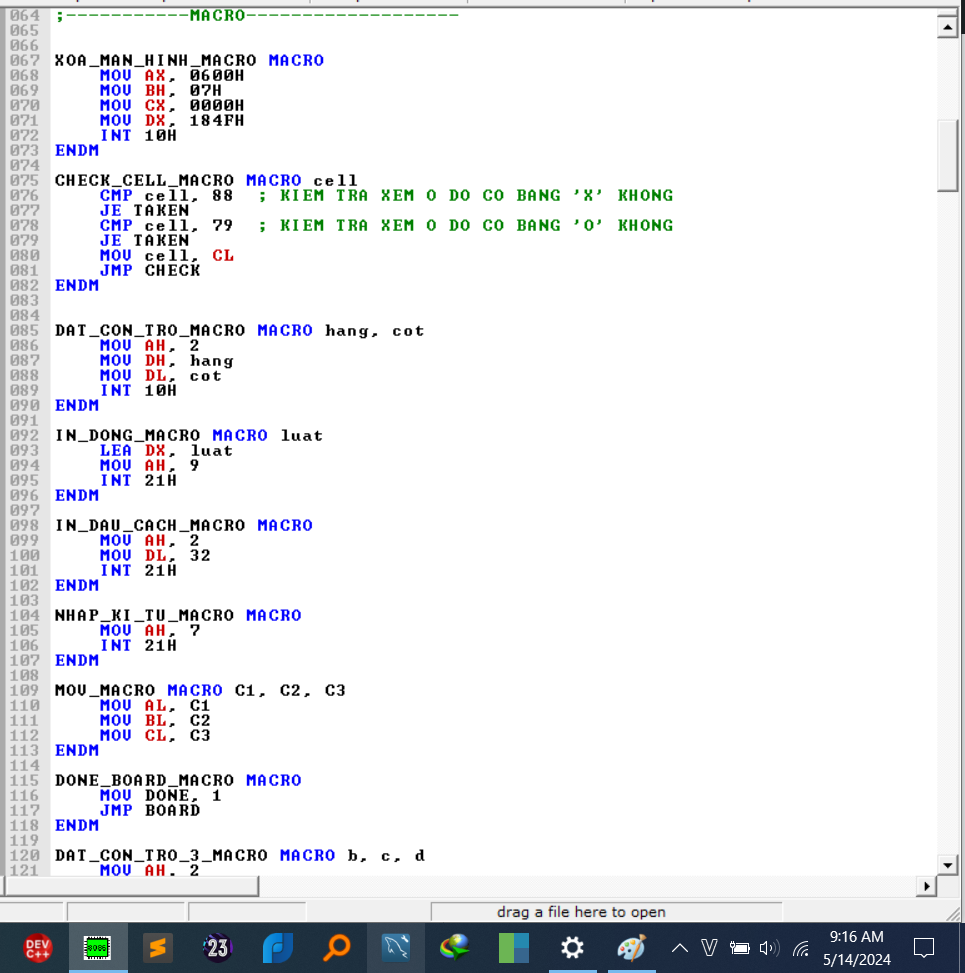 064 ;-----------MACRO-------------------
065
066
067 XOA_MAN_HINH_MACRO MACRO
068 MOV AX, 0600H
069 MOV BH, 07H
070 MOV CX, 0000H
071 MOV DX, 184FH
072 INT 10H
073 ENDM
074
075 CHECK_CELL_MACRO MACRO cell
076 CMP cell, 88 ; KIEM TRA XEM O DO CO BANG 'X' KHONG
077 JE TAKEN
078 CMP cell, 79 ; KIEM TRA XEM O DO CO BANG 'O' KHONG
079 JE TAKEN
080 MOV cell, CL
081 JMP CHECK
082 ENDM
083
084
085 DAT_CON_TRO_MACRO MACRO hang, cot
086 MOV AH, 2
087 MOV DH, hang
088 MOV DL, cot
089 INT 10H
090 ENDM
091
092 IN_DONG_MACRO MACRO luat
093 LEA DX, luat
094 MOV AH, 9
095 INT 21H
096 ENDM
097
098 IN_DAU_CACH_MACRO MACRO
099 MOV AH, 2
100 MOV DL, 32
101 INT 21H
102 ENDM
103
104 NHAP_KI_TU_MACRO MACRO
105 MOV AH, 7
106 INT 21H
107 ENDM
108
109 MOV_MACRO MACRO C1, C2, C3
110 MOV AL, C1
111 MOV BL, C2
112 MOV CL, C3
113 ENDM
114
115 DONE_BOARD_MACRO MACRO
116 MOV DONE, 1
117 JMP BOARD
118 ENDM
119
120 DAT_CON_TRO_3_MACRO MACRO b, c, d
121 MOV AH, 2
drag a file here to open
DEV C++
8086
23
9:16 AM
5/14/2024